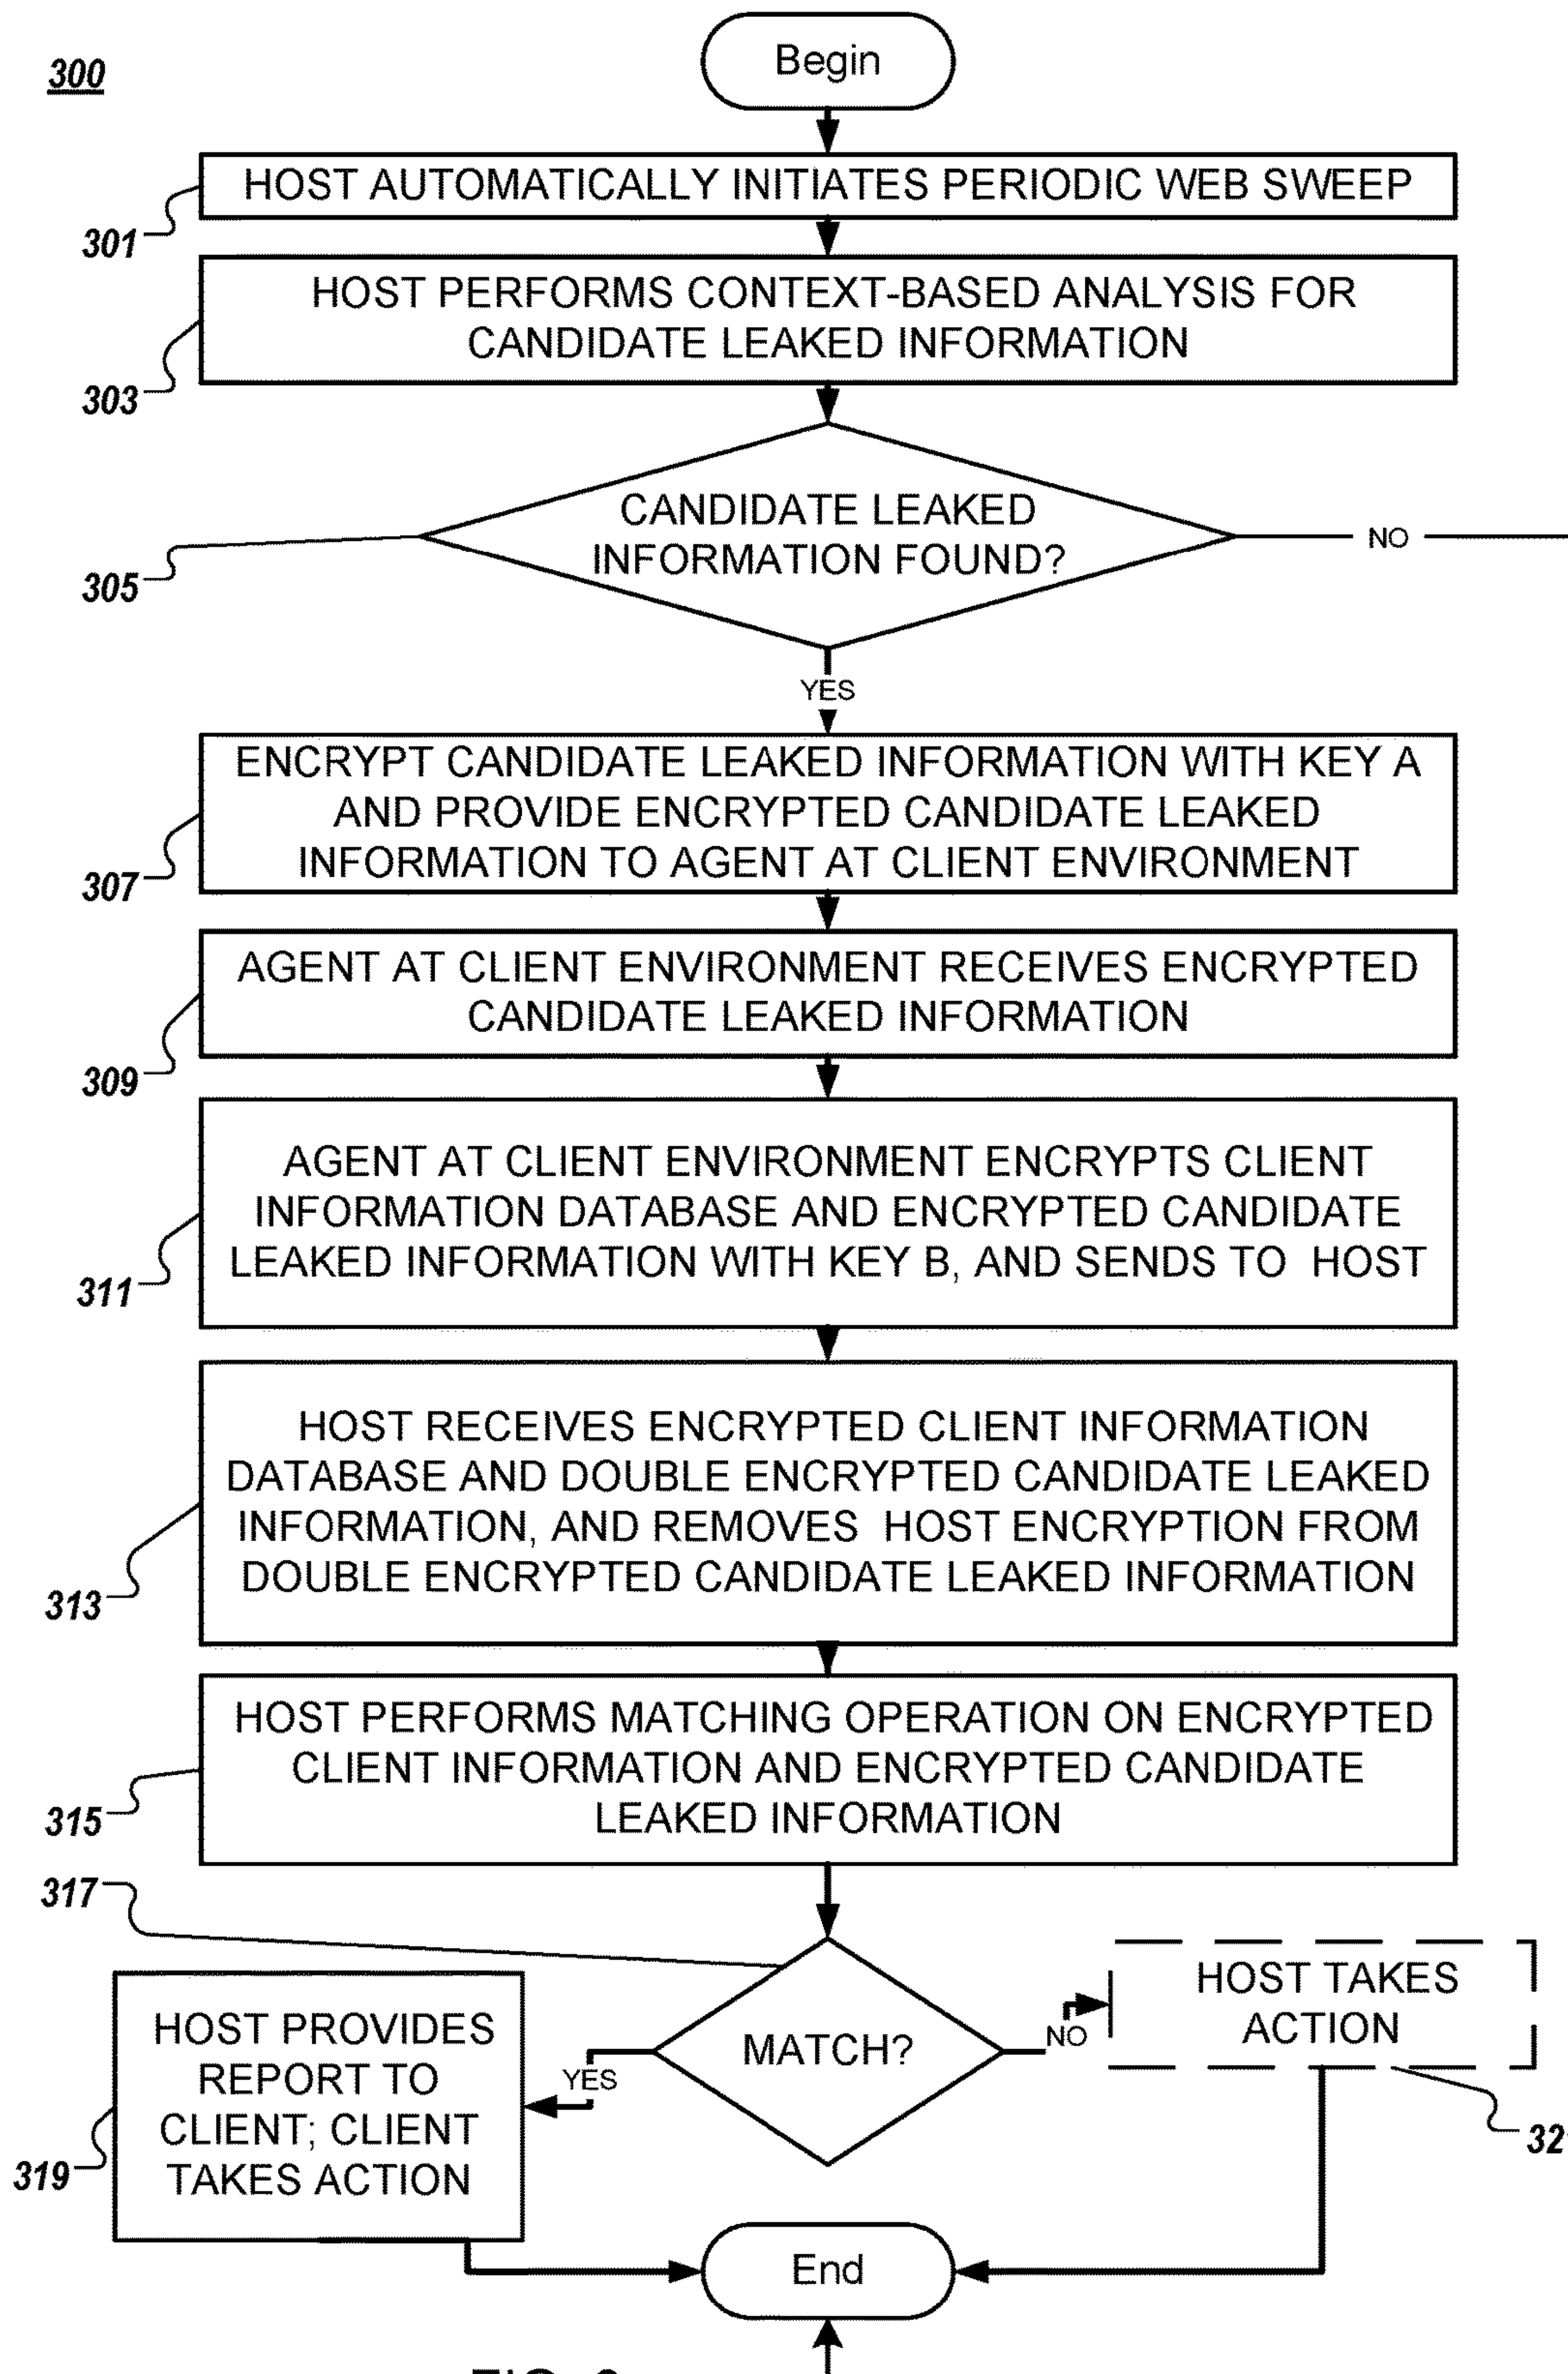 300
Begin
HOST AUTOMATICALLY INITIATES PERIODIC WEB SWEEP
301
HOST PERFORMS CONTEXT-BASED ANALYSIS FOR
CANDIDATE LEAKED INFORMATION
303
CANDIDATE LEAKED
INFORMATION FOUND?
NO
305
YES
ENCRYPT CANDIDATE LEAKED INFORMATION WITH KEY A
AND PROVIDE ENCRYPTED CANDIDATE LEAKED
INFORMATION TO AGENT AT CLIENT ENVIRONMENT
307
AGENT AT CLIENT ENVIRONMENT RECEIVES ENCRYPTED
CANDIDATE LEAKED INFORMATION
309
AGENT AT CLIENT ENVIRONMENT ENCRYPTS CLIENT
INFORMATION DATABASE AND ENCRYPTED CANDIDATE
LEAKED INFORMATION WITH KEY B, AND SENDS TO HOST
311
HOST RECEIVES ENCRYPTED CLIENT INFORMATION
DATABASE AND DOUBLE ENCRYPTED CANDIDATE LEAKED
INFORMATION, AND REMOVES HOST ENCRYPTION FROM
DOUBLE ENCRYPTED CANDIDATE LEAKED INFORMATION
313
HOST PERFORMS MATCHING OPERATION ON ENCRYPTED
CLIENT INFORMATION AND ENCRYPTED CANDIDATE
LEAKED INFORMATION
315
317
MATCH?
YES
NO
HOST TAKES
ACTION
32
HOST PROVIDES
REPORT TO
CLIENT; CLIENT
TAKES ACTION
319
End